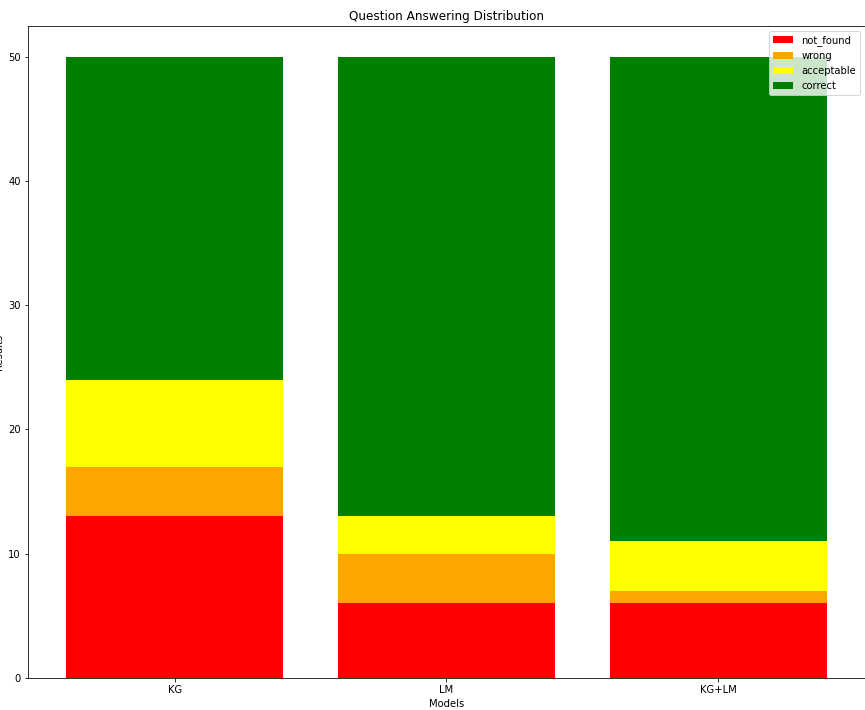 Question Answering Distribution
not_found
wrong
acceptable
correct
50
40
30
20
10
0
KG
LM
KG+LM
Models